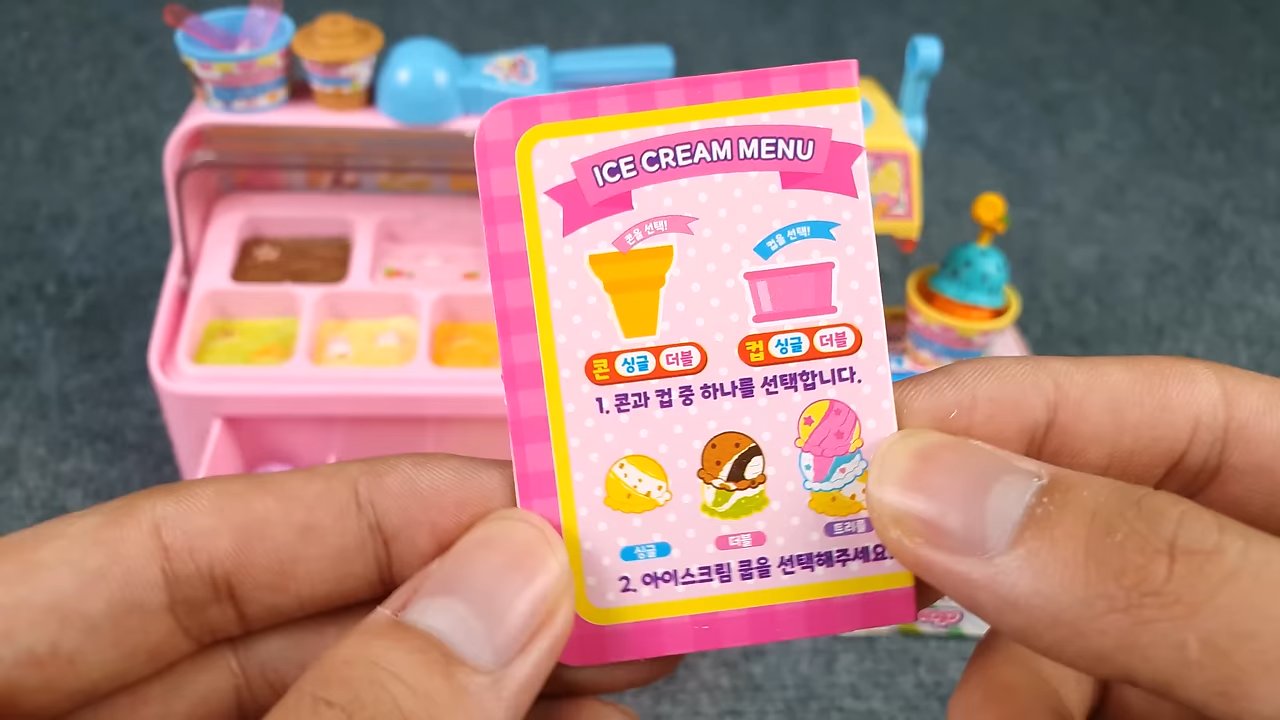 ICE CREAM MENU
콘을 선택!
컵을 선택!
콘 싱글 더블
컵 싱글 더블
1. 콘과 컵 중 하나를 선택합니다.
싱글
더블
트리플
2. 아이스크림 쿱을 선택해주세요.